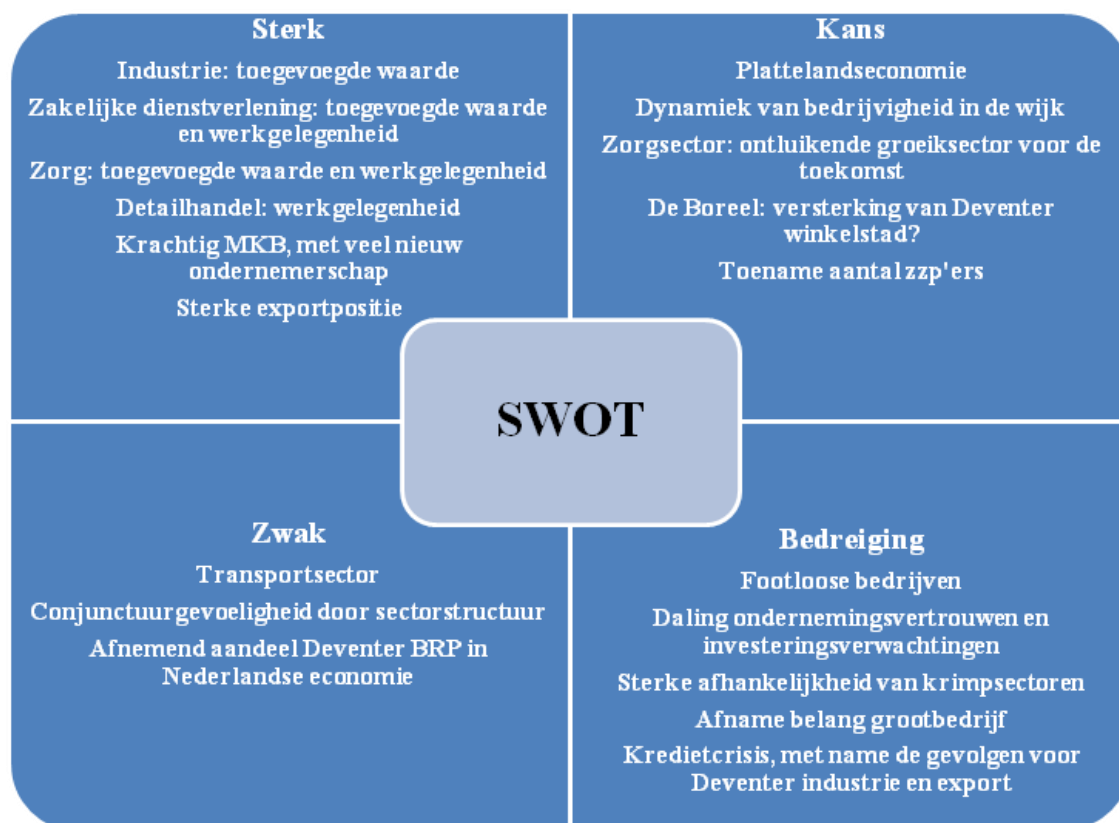 Sterk
Industrie: toegevoegde waarde
Zakelijke dienstverlening: toegevoegde waarde
en werkgelegenheid
Zorg: toegevoegde waarde en werkgelegenheid
Detailhandel: werkgelegenheid
Krachtig MKB, met veel nieuw
ondernemerschap
Sterke exportpositie
Kans
Plattelandseconomie
Dynamiek van bedrijvigheid in de wijk
Zorgsector: ontluikende groeiksector voor de
toekomst
De Boreel: versterking van Deventer
winkelstad?
Toename aantal zzp'ers
SWOT
Zwak
Transportsector
Conjunctuurgevoeligheid door sectorstructuur
Afnemend aandeel Deventer BRP in
Nederlandse economie
Bedreiging
Footloose bedrijven
Daling ondernemingsvertrouwen en
investeringsverwachtingen
Sterke afhankelijkheid van krimpsectoren
Afname belang grootbedrijf
Kredietcrisis, met name de gevolgen voor
Deventer industrie en export